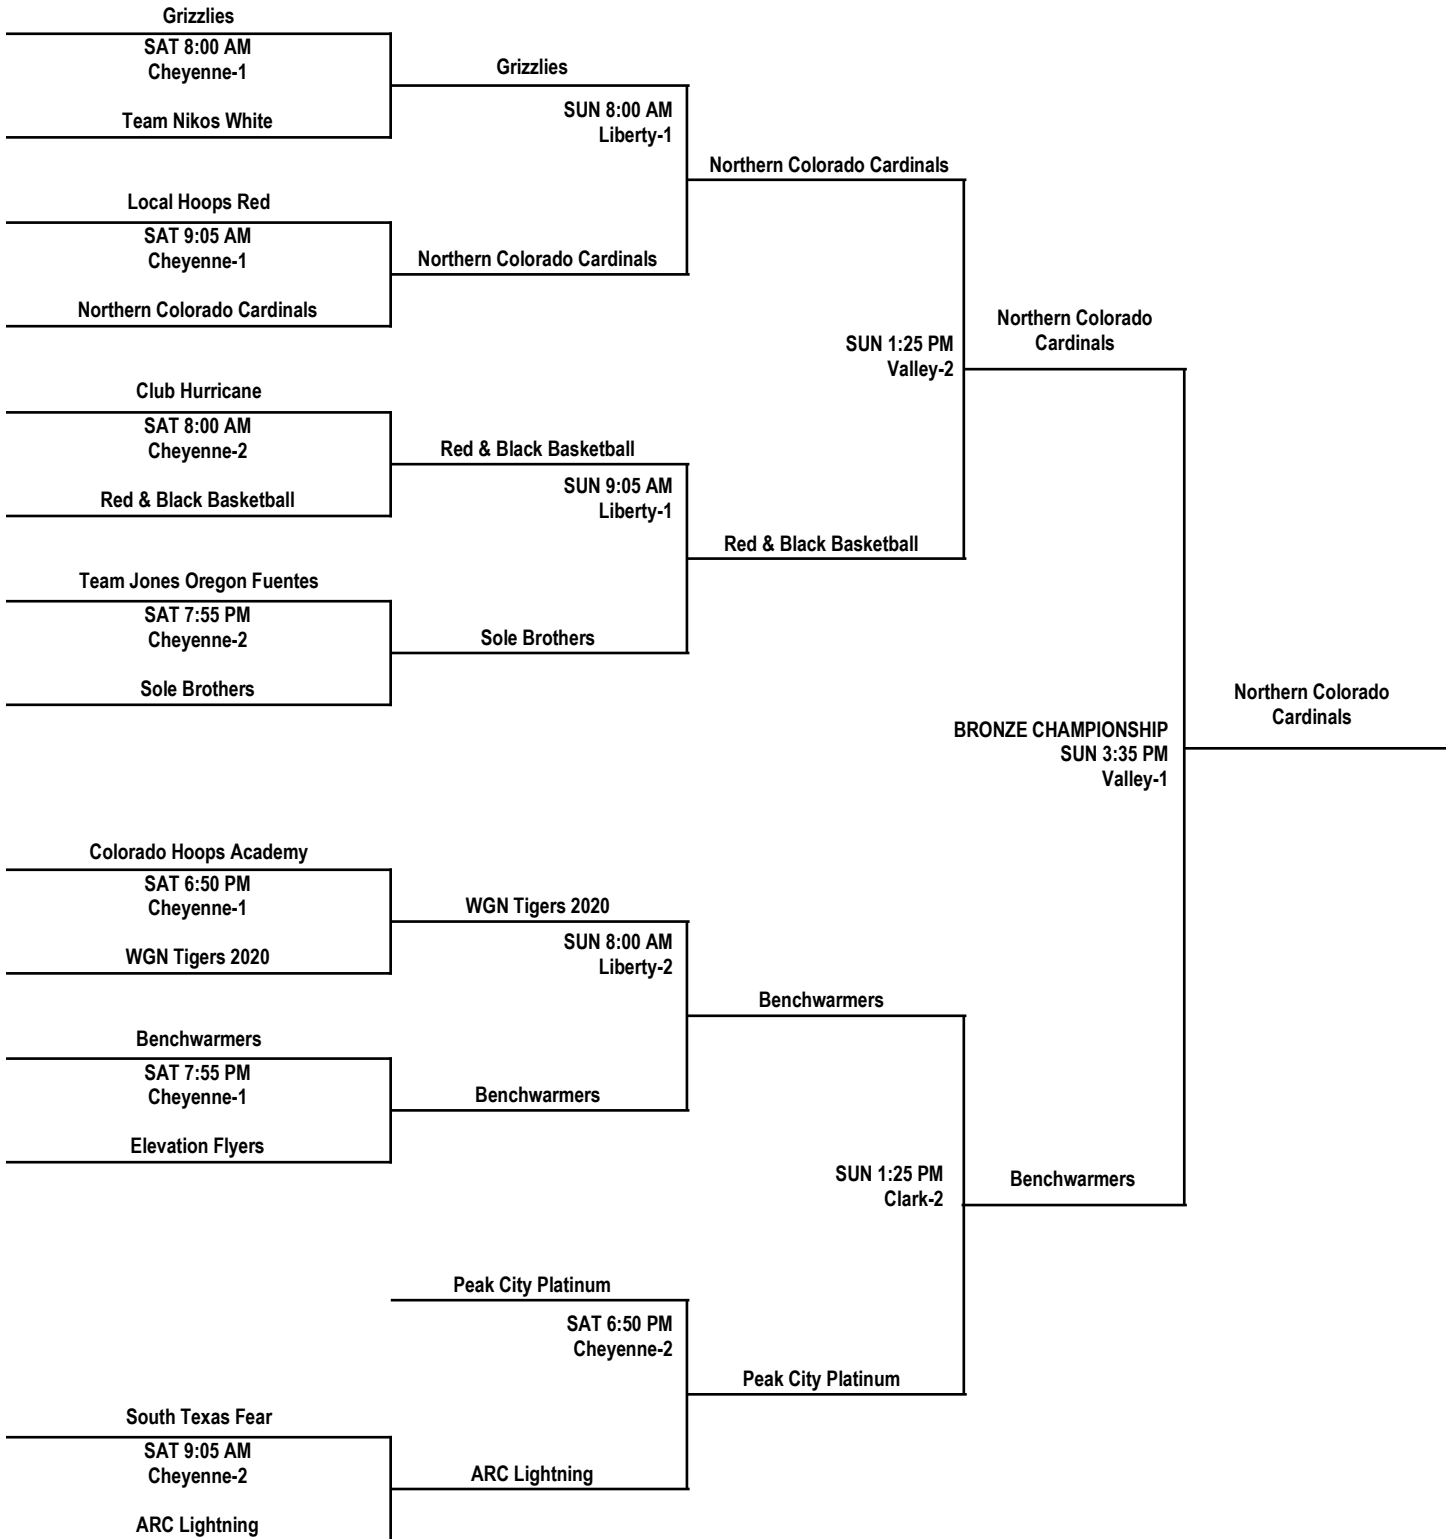 Grizzlies
SAT 8:00 AM
Cheyenne-1
Team Nikos White
Local Hoops Red
SAT 9:05 AM
Cheyenne-1
Northern Colorado Cardinals
Club Hurricane
SAT 8:00 AM
Cheyenne-2
Red & Black Basketball
Team Jones Oregon Fuentes
SAT 7:55 PM
Cheyenne-2
Sole Brothers
Colorado Hoops Academy
SAT 6:50 PM
Cheyenne-1
WGN Tigers 2020
Benchwarmers
SAT 7:55 PM
Cheyenne-1
Elevation Flyers
South Texas Fear
SAT 9:05 AM
Cheyenne-2
ARC Lightning
Grizzlies
SUN 8:00 AM
Liberty-1
Northern Colorado Cardinals
Red & Black Basketball
SUN 9:05 AM
Liberty-1
Sole Brothers
WGN Tigers 2020
SUN 8:00 AM
Liberty-2
Benchwarmers
Peak City Platinum
SAT 6:50 PM
Cheyenne-2
ARC Lightning
Northern Colorado Cardinals
SUN 1:25 PM
Valley-2
Red & Black Basketball
Benchwarmers
SUN 1:25 PM
Clark-2
Peak City Platinum
Northern Colorado
Cardinals
BRONZE CHAMPIONSHIP
SUN 3:35 PM
Valley-1
Benchwarmers
Northern Colorado
Cardinals